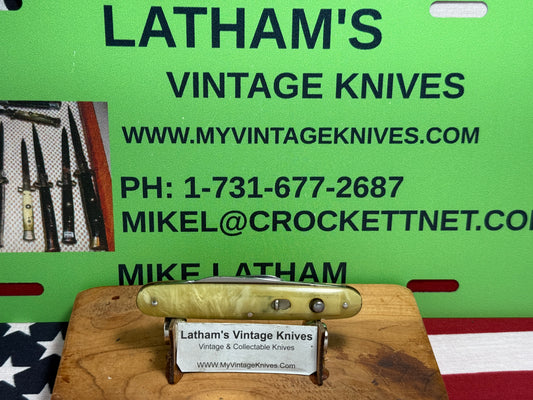 LATHAM'S
VINTAGE KNIVES
WWW.MYVINTAGEKNIVES.COM
PH: 1-731-677-2687
MIKEL@CROCKETTNET.COM
MIKE LATHAM
Latham's Vintage Knives
Vintage & Collectable Knives
WWW.MyVintageKnives.Com